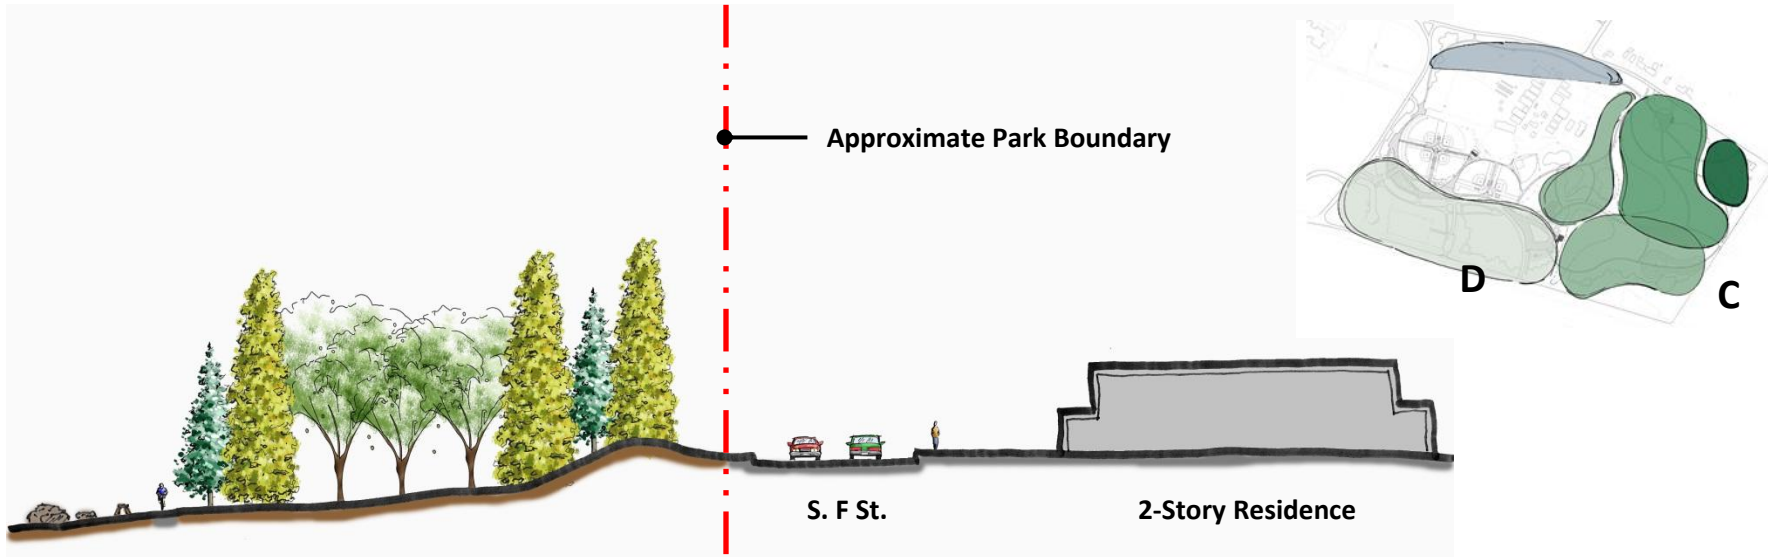 Approximate Park Boundary
D
C
S. F St.
2-Story Residence